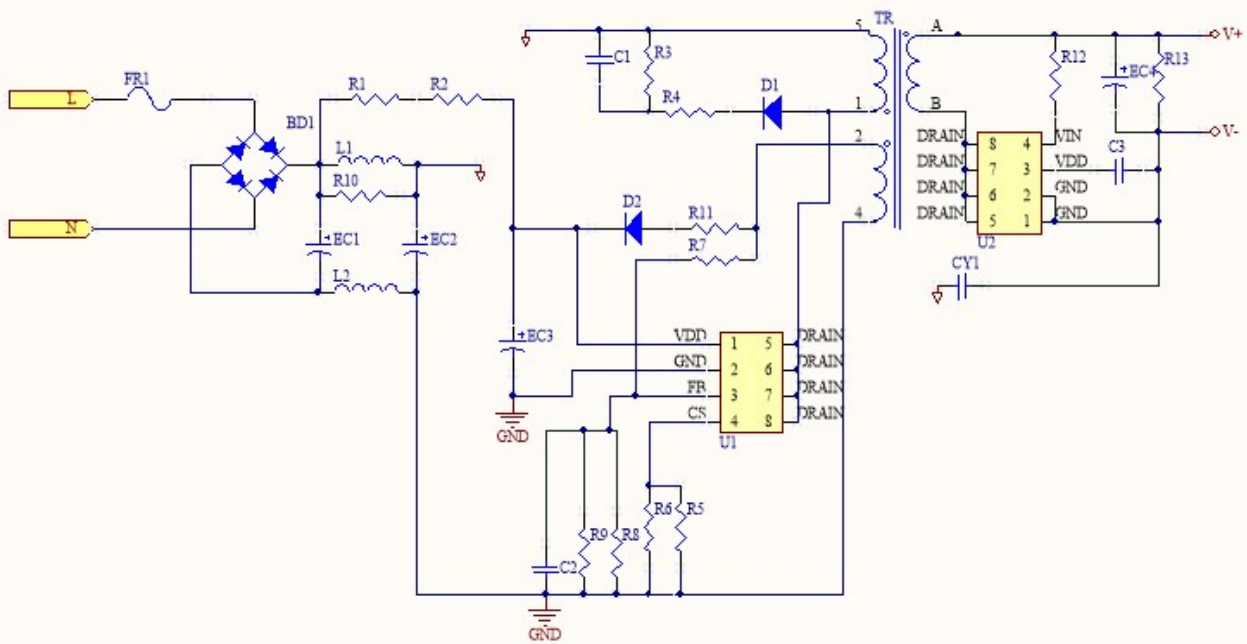 5 TR A
V+
C1 R3 R12 EC4 R13
FR1 R1 R2 R4 D1
L 1 B
BD1 2 DRAIN 8 4 VIN V-
L1 DRAIN 7 3 VDD C3
R10 DRAIN 6 2 GND
D2 R11 4 DRAIN 5 1 GND
N EC1 EC2 R7 U2
L2 CY1
EC3 VDD 1 5 DRAIN
GND 2 6 DRAIN
FB 3 7 DRAIN
CS 4 8 DRAIN
GND U1
R9 R8 R6 R5
C2
GND